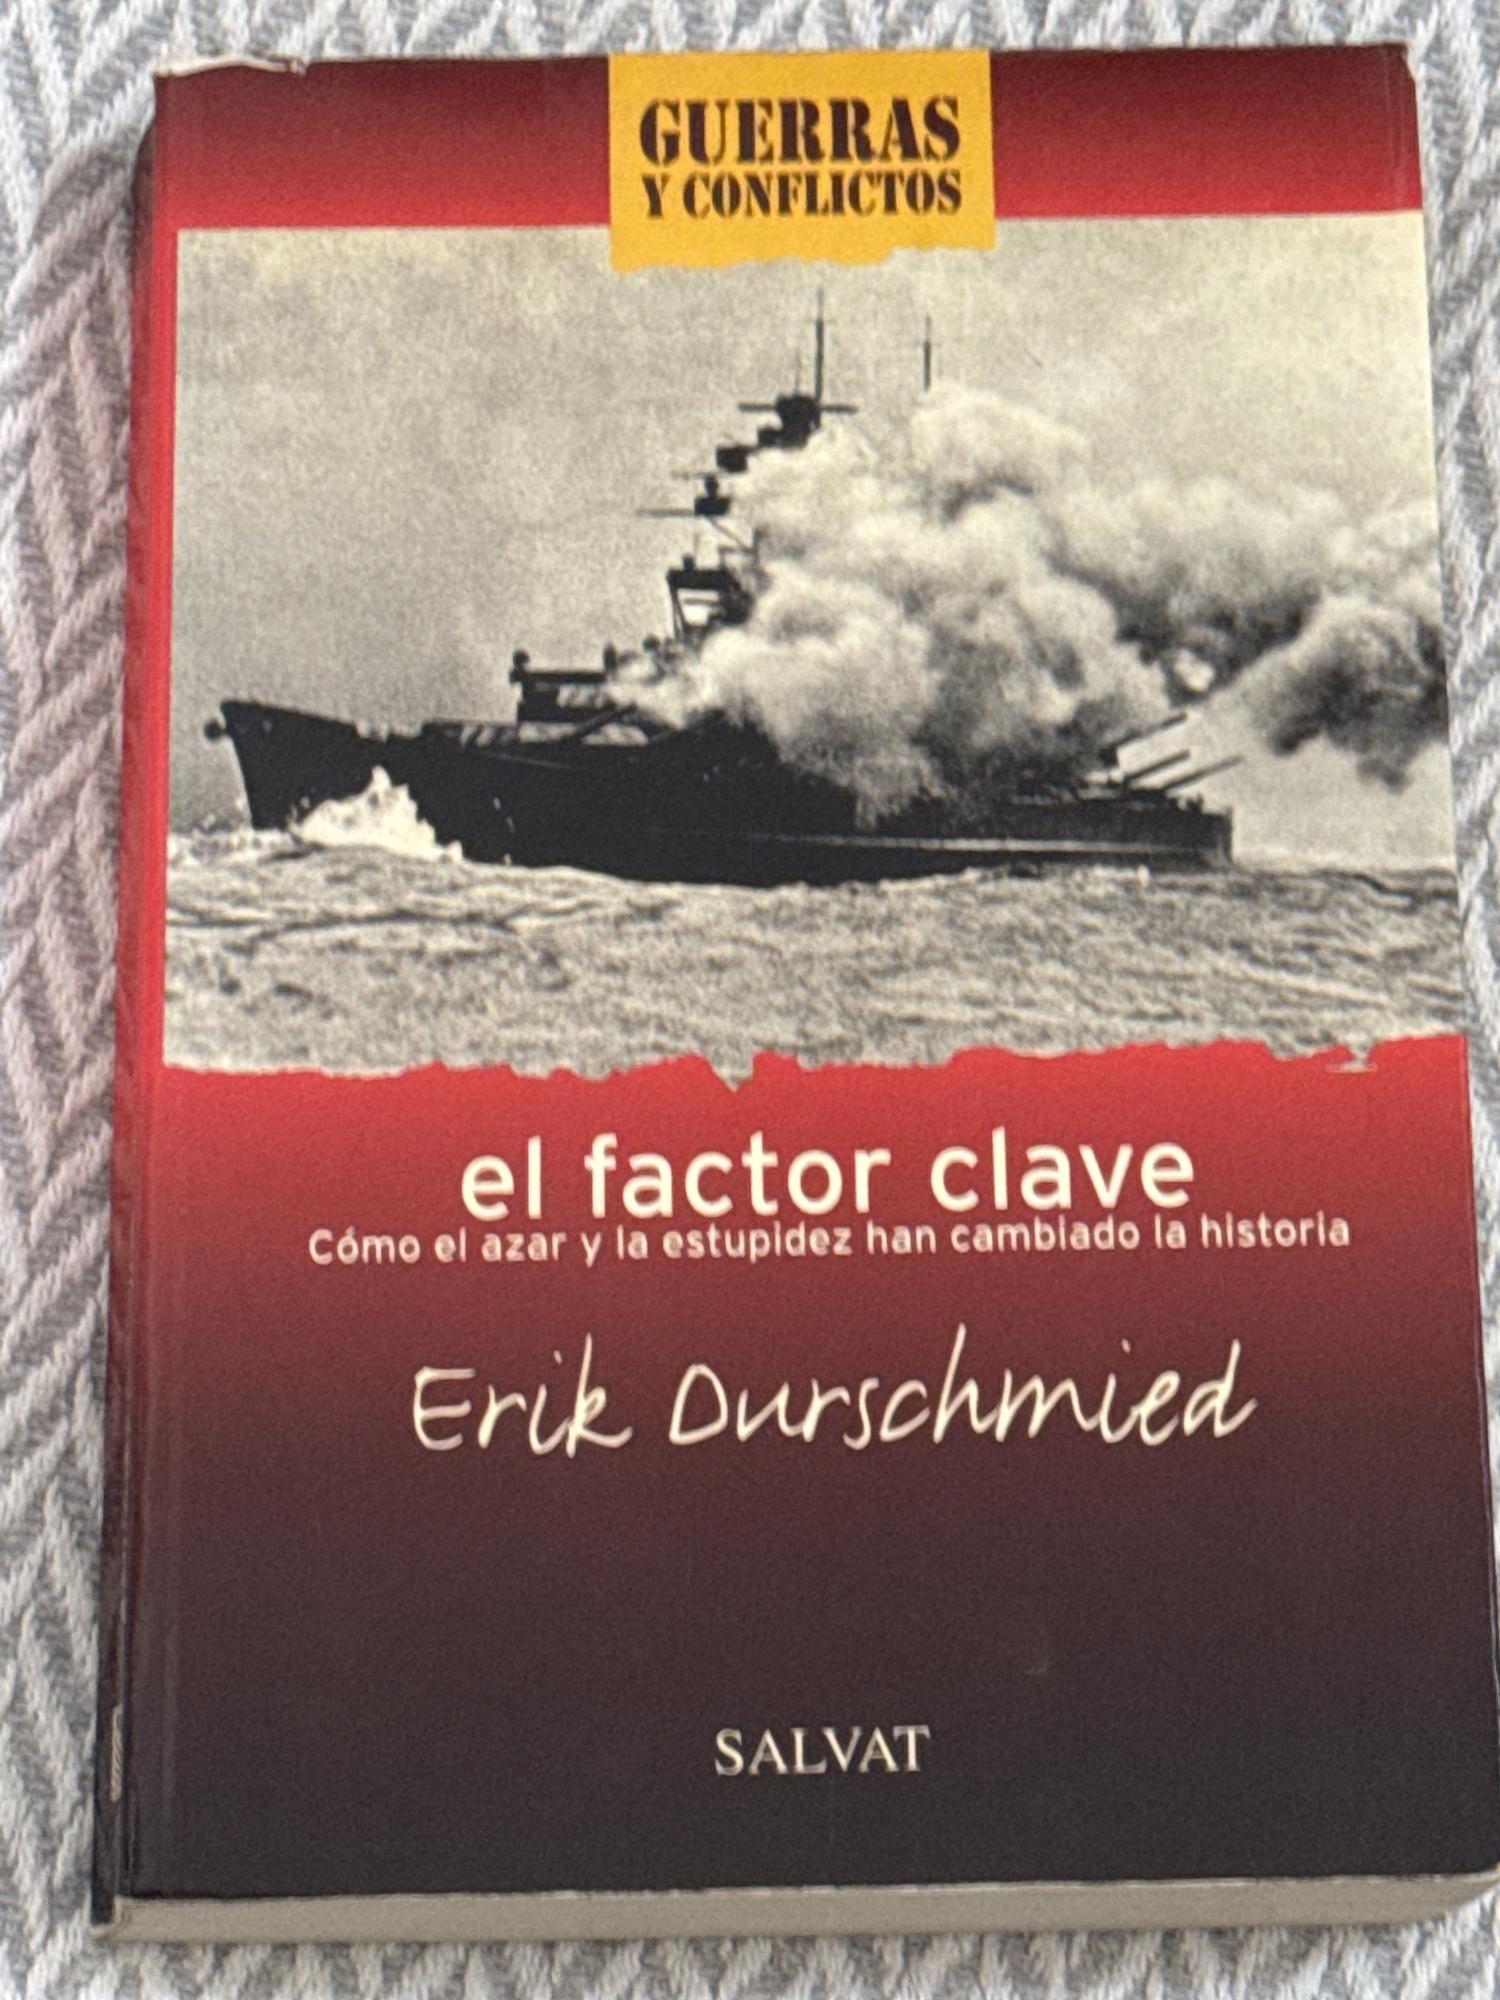 GUERRAS
Y CONFLICTOS
el factor clave
Cómo el azar y la estupidez han cambiado la historia
Erik Durschmied
SALVAT